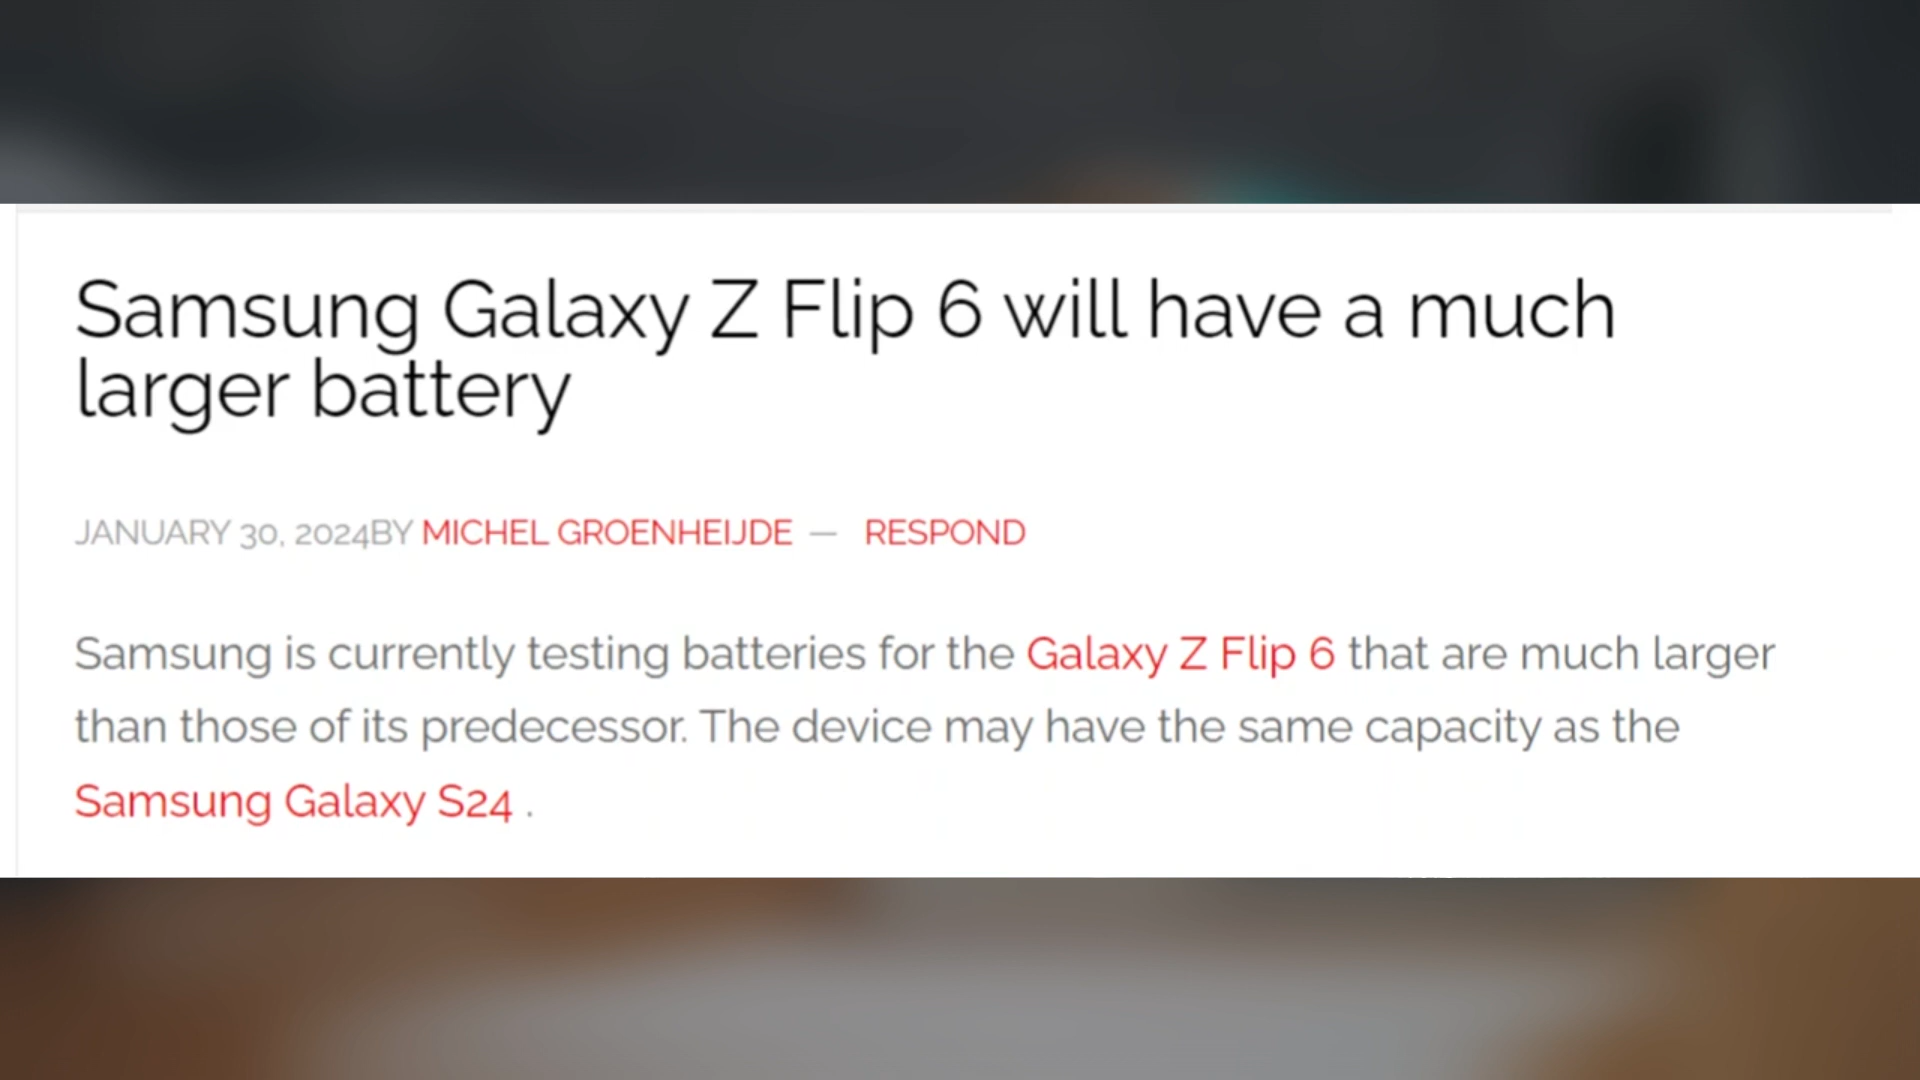 Samsung Galaxy Z Flip 6 will have a much
larger battery
JANUARY 30, 2024BY MICHEL GROENHEIJDE — RESPOND
Samsung is currently testing batteries for the Galaxy Z Flip 6 that are much larger
than those of its predecessor. The device may have the same capacity as the
Samsung Galaxy S24 .